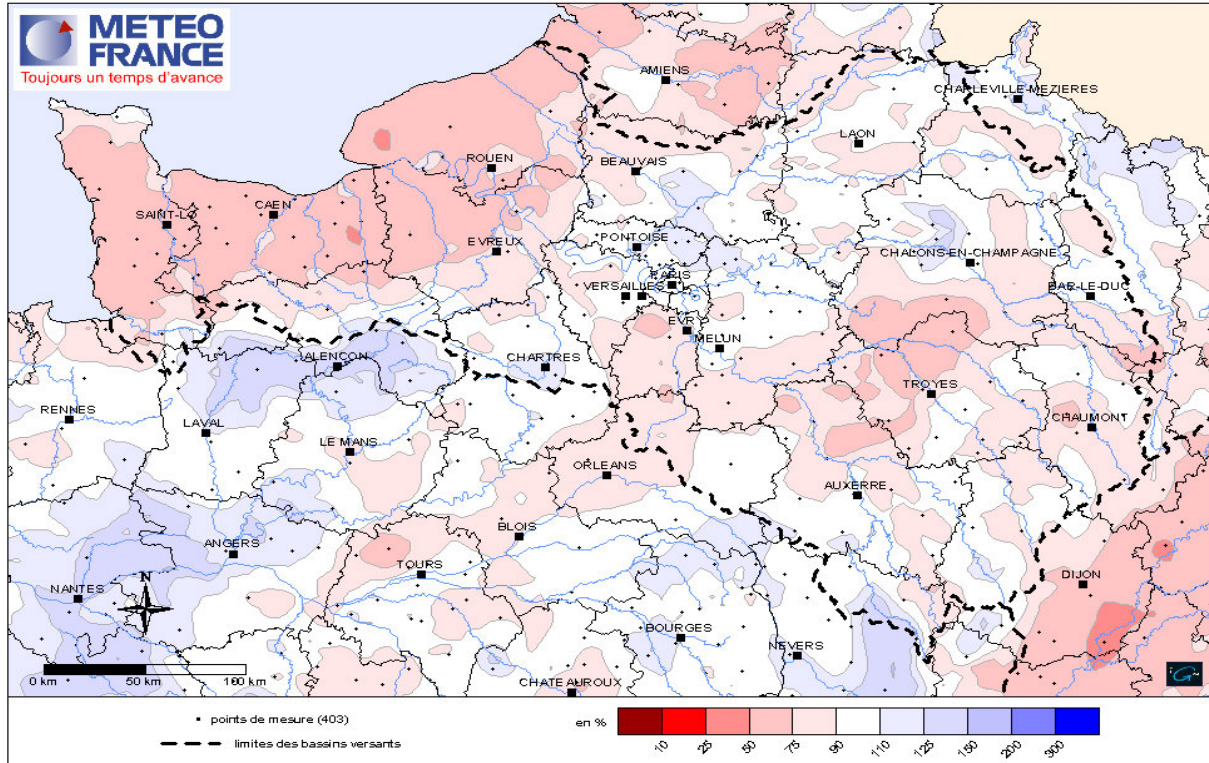 METEO
FRANCE
Toujours un temps d'avance
AMIENS
CHARLEVILLE-MEZIERES
LAON
ROUEN
BEAUVAIS
SAINT-LO
CAEN
EVREUX
PONTOISE
CHALONS-EN-CHAMPAGNE
PARIS
VERSAILLES
BAR-LE-DUC
EVRY
MELUN
ALENCON
CHARTRES
TROYES
RENNES
LAVAL
CHAUMONT
LE MANS
ORLEANS
AUXERRE
BLOIS
ANGERS
TOURS
NANTES
N
DIJON
BOURGES
NEVERS
0 km 50 km 100 km
CHATEAUROUX
points de mesure (403)
limites des bassins versants
en %
10 25 50 75 90 110 125 150 200 300